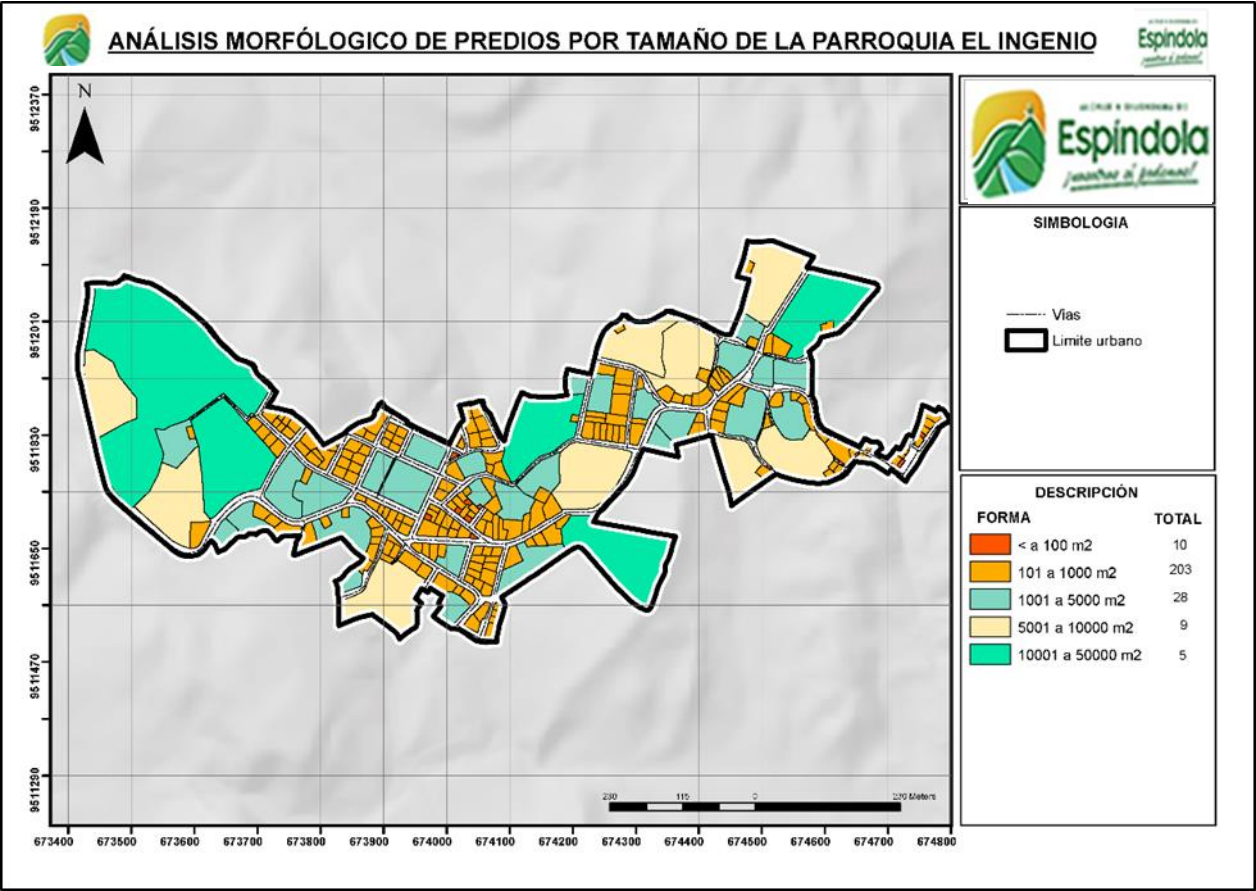 ANÁLISIS MORFÓLOGICO DE PREDIOS POR TAMAÑO DE LA PARROQUIA EL INGENIO
Espíndola
Espíndola
N
9512370
9512190
9512010
9511830
9511650
9511470
9511290
673400 673500 673600 673700 673800 673900 674000 674100 674200 674300 674400 674500 674600 674700 674800
230 115 0 230 Meters
SIMBOLOGIA
Vias
Limite urbano
DESCRIPCIÓN
FORMA TOTAL
< a 100 m2 10
101 a 1000 m2 203
1001 a 5000 m2 28
5001 a 10000 m2 9
10001 a 50000 m2 5